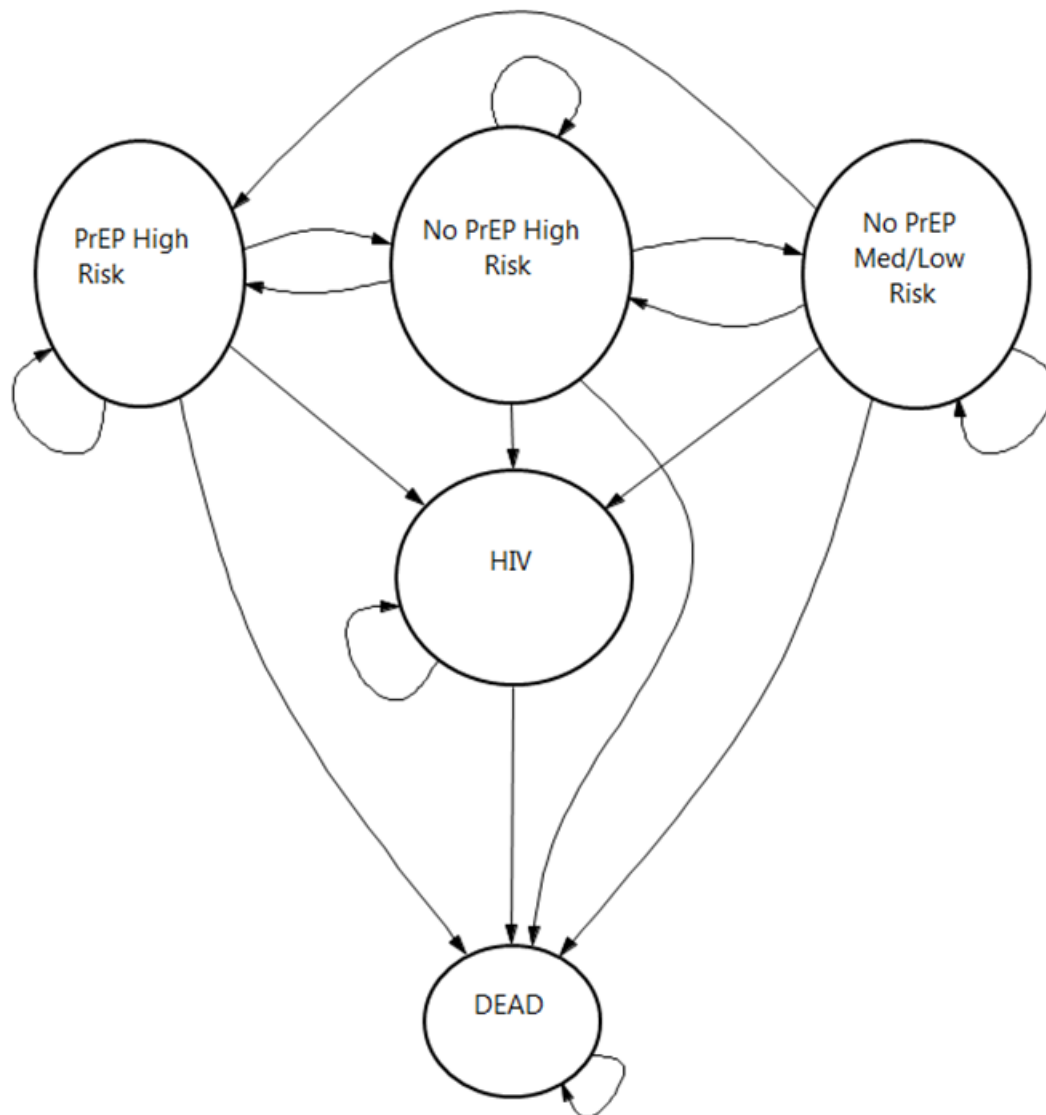 PrEP High
Risk
No PrEP High
Risk
No PrEP
Med/Low
Risk
HIV
DEAD